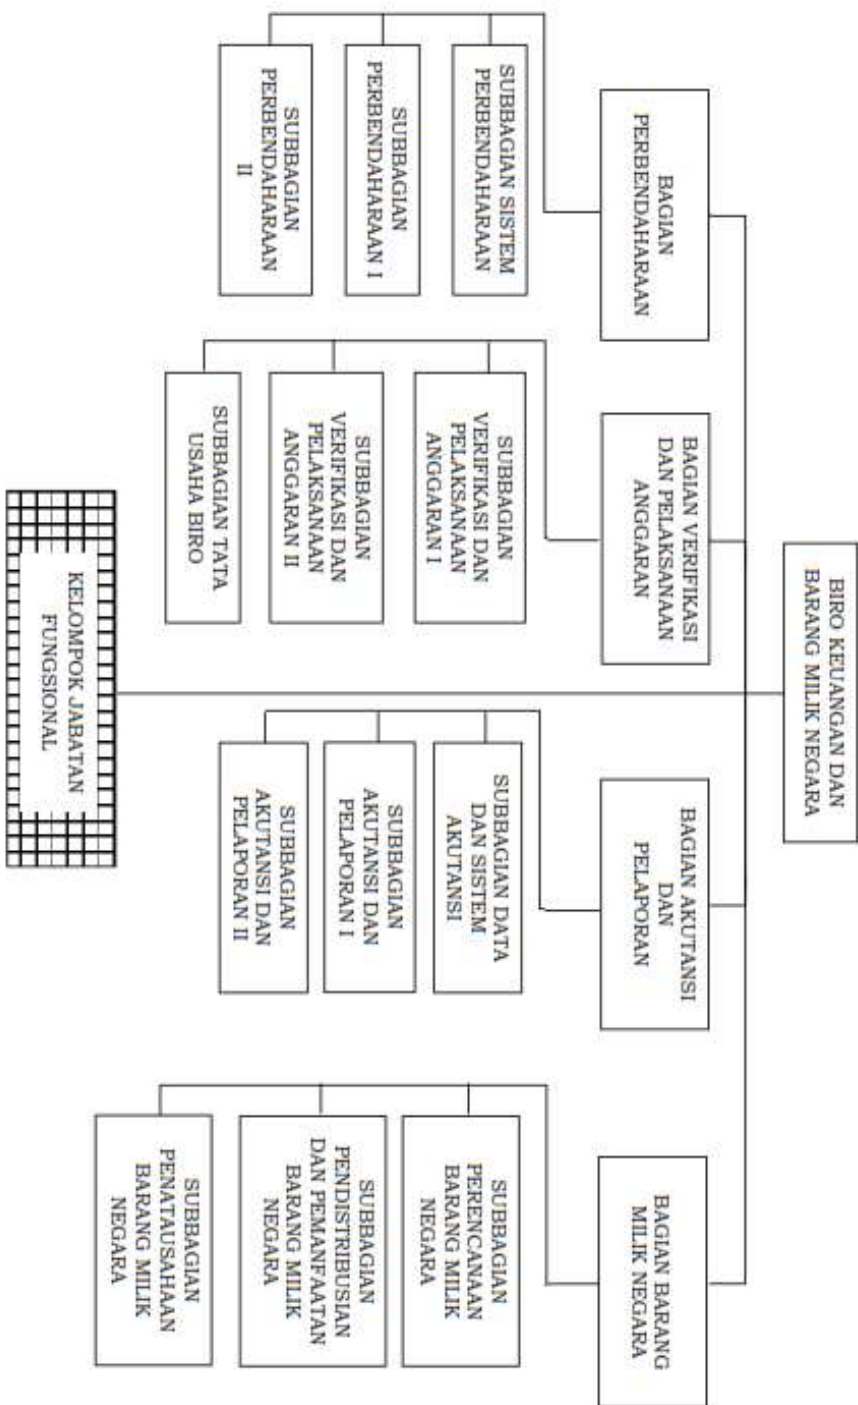 BIRO KEUANGAN DAN
BARANG MILIK NEGARA
BAGIAN
PERBENDAHARAAN
SUBBAGIAN SISTEM
PERBENDAHARAAN
SUBBAGIAN
PERBENDAHARAAN I
SUBBAGIAN
PERBENDAHARAAN
II
BAGIAN VERIFIKASI
DAN PELAKSANAAN
ANGGARAN
SUBBAGIAN
VERIFIKASI DAN
PELAKSANAAN
ANGGARAN I
SUBBAGIAN
VERIFIKASI DAN
PELAKSANAAN
ANGGARAN II
SUBBAGIAN TATA
USAHA BIRO
BAGIAN AKUTANSI
DAN
PELAPORAN
SUBBAGIAN DATA
DAN SISTEM
AKUTANSI
SUBBAGIAN
AKUTANSI DAN
PELAPORAN I
SUBBAGIAN
AKUTANSI DAN
PELAPORAN II
BAGIAN BARANG
MILIK NEGARA
SUBBAGIAN
PERENCANAAN
BARANG MILIK
NEGARA
SUBBAGIAN
PENDISTRIBUSIAN
DAN PEMANFAATAN
BARANG MILIK
NEGARA
SUBBAGIAN
PENATAUSAHAAN
BARANG MILIK
NEGARA
KELOMPOK JABATAN
FUNGSIONAL